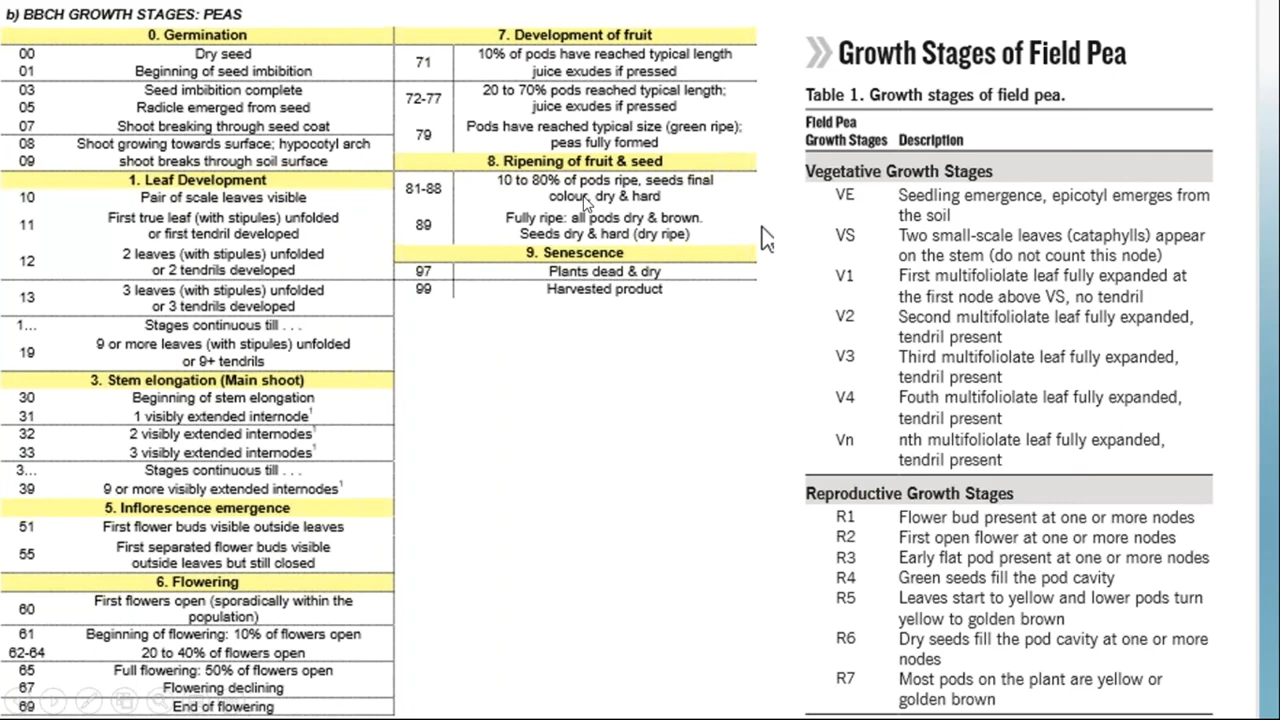 b) BBCH GROWTH STAGES: PEAS
0. Germination
00 Dry seed
01 Beginning of seed imbibition
03 Seed imbibition complete
05 Radicle emerged from seed
07 Shoot breaking through seed coat
08 Shoot growing towards surface; hypocotyl arch
09 shoot breaks through soil surface
1. Leaf Development
10 Pair of scale leaves visible
11 First true leaf (with stipules) unfolded
or first tendril developed
12 2 leaves (with stipules) unfolded
or 2 tendrils developed
13 3 leaves (with stipules) unfolded
or 3 tendrils developed
1... Stages continuous till . . .
19 9 or more leaves (with stipules) unfolded
or 9+ tendrils
3. Stem elongation (Main shoot)
30 Beginning of stem elongation
31 1 visibly extended internode¹
32 2 visibly extended internodes¹
33 3 visibly extended internodes¹
3... Stages continuous till . . .
39 9 or more visibly extended internodes¹
5. Inflorescence emergence
51 First flower buds visible outside leaves
55 First separated flower buds visible
outside leaves but still closed
6. Flowering
60 First flowers open (sporadically within the
population)
61 Beginning of flowering: 10% of flowers open
62-64 20 to 40% of flowers open
65 Full flowering: 50% of flowers open
67 Flowering declining
69 End of flowering
7. Development of fruit
71 10% of pods have reached typical length
juice exudes if pressed
72-77 20 to 70% pods reached typical length;
juice exudes if pressed
79 Pods have reached typical size (green ripe);
peas fully formed
8. Ripening of fruit & seed
81-88 10 to 80% of pods ripe, seeds final
colour, dry & hard
89 Fully ripe: all pods dry & brown.
Seeds dry & hard (dry ripe)
9. Senescence
97 Plants dead & dry
99 Harvested product
Growth Stages of Field Pea
Table 1. Growth stages of field pea.
Field Pea
Growth Stages Description
Vegetative Growth Stages
VE Seedling emergence, epicotyl emerges from
the soil
VS Two small-scale leaves (cataphylls) appear
on the stem (do not count this node)
V1 First multifoliolate leaf fully expanded at
the first node above VS, no tendril
V2 Second multifoliolate leaf fully expanded,
tendril present
V3 Third multifoliolate leaf fully expanded,
tendril present
V4 Fouth multifoliolate leaf fully expanded,
tendril present
Vn nth multifoliolate leaf fully expanded,
tendril present
Reproductive Growth Stages
R1 Flower bud present at one or more nodes
R2 First open flower at one or more nodes
R3 Early flat pod present at one or more nodes
R4 Green seeds fill the pod cavity
R5 Leaves start to yellow and lower pods turn
yellow to golden brown
R6 Dry seeds fill the pod cavity at one or more
nodes
R7 Most pods on the plant are yellow or
golden brown